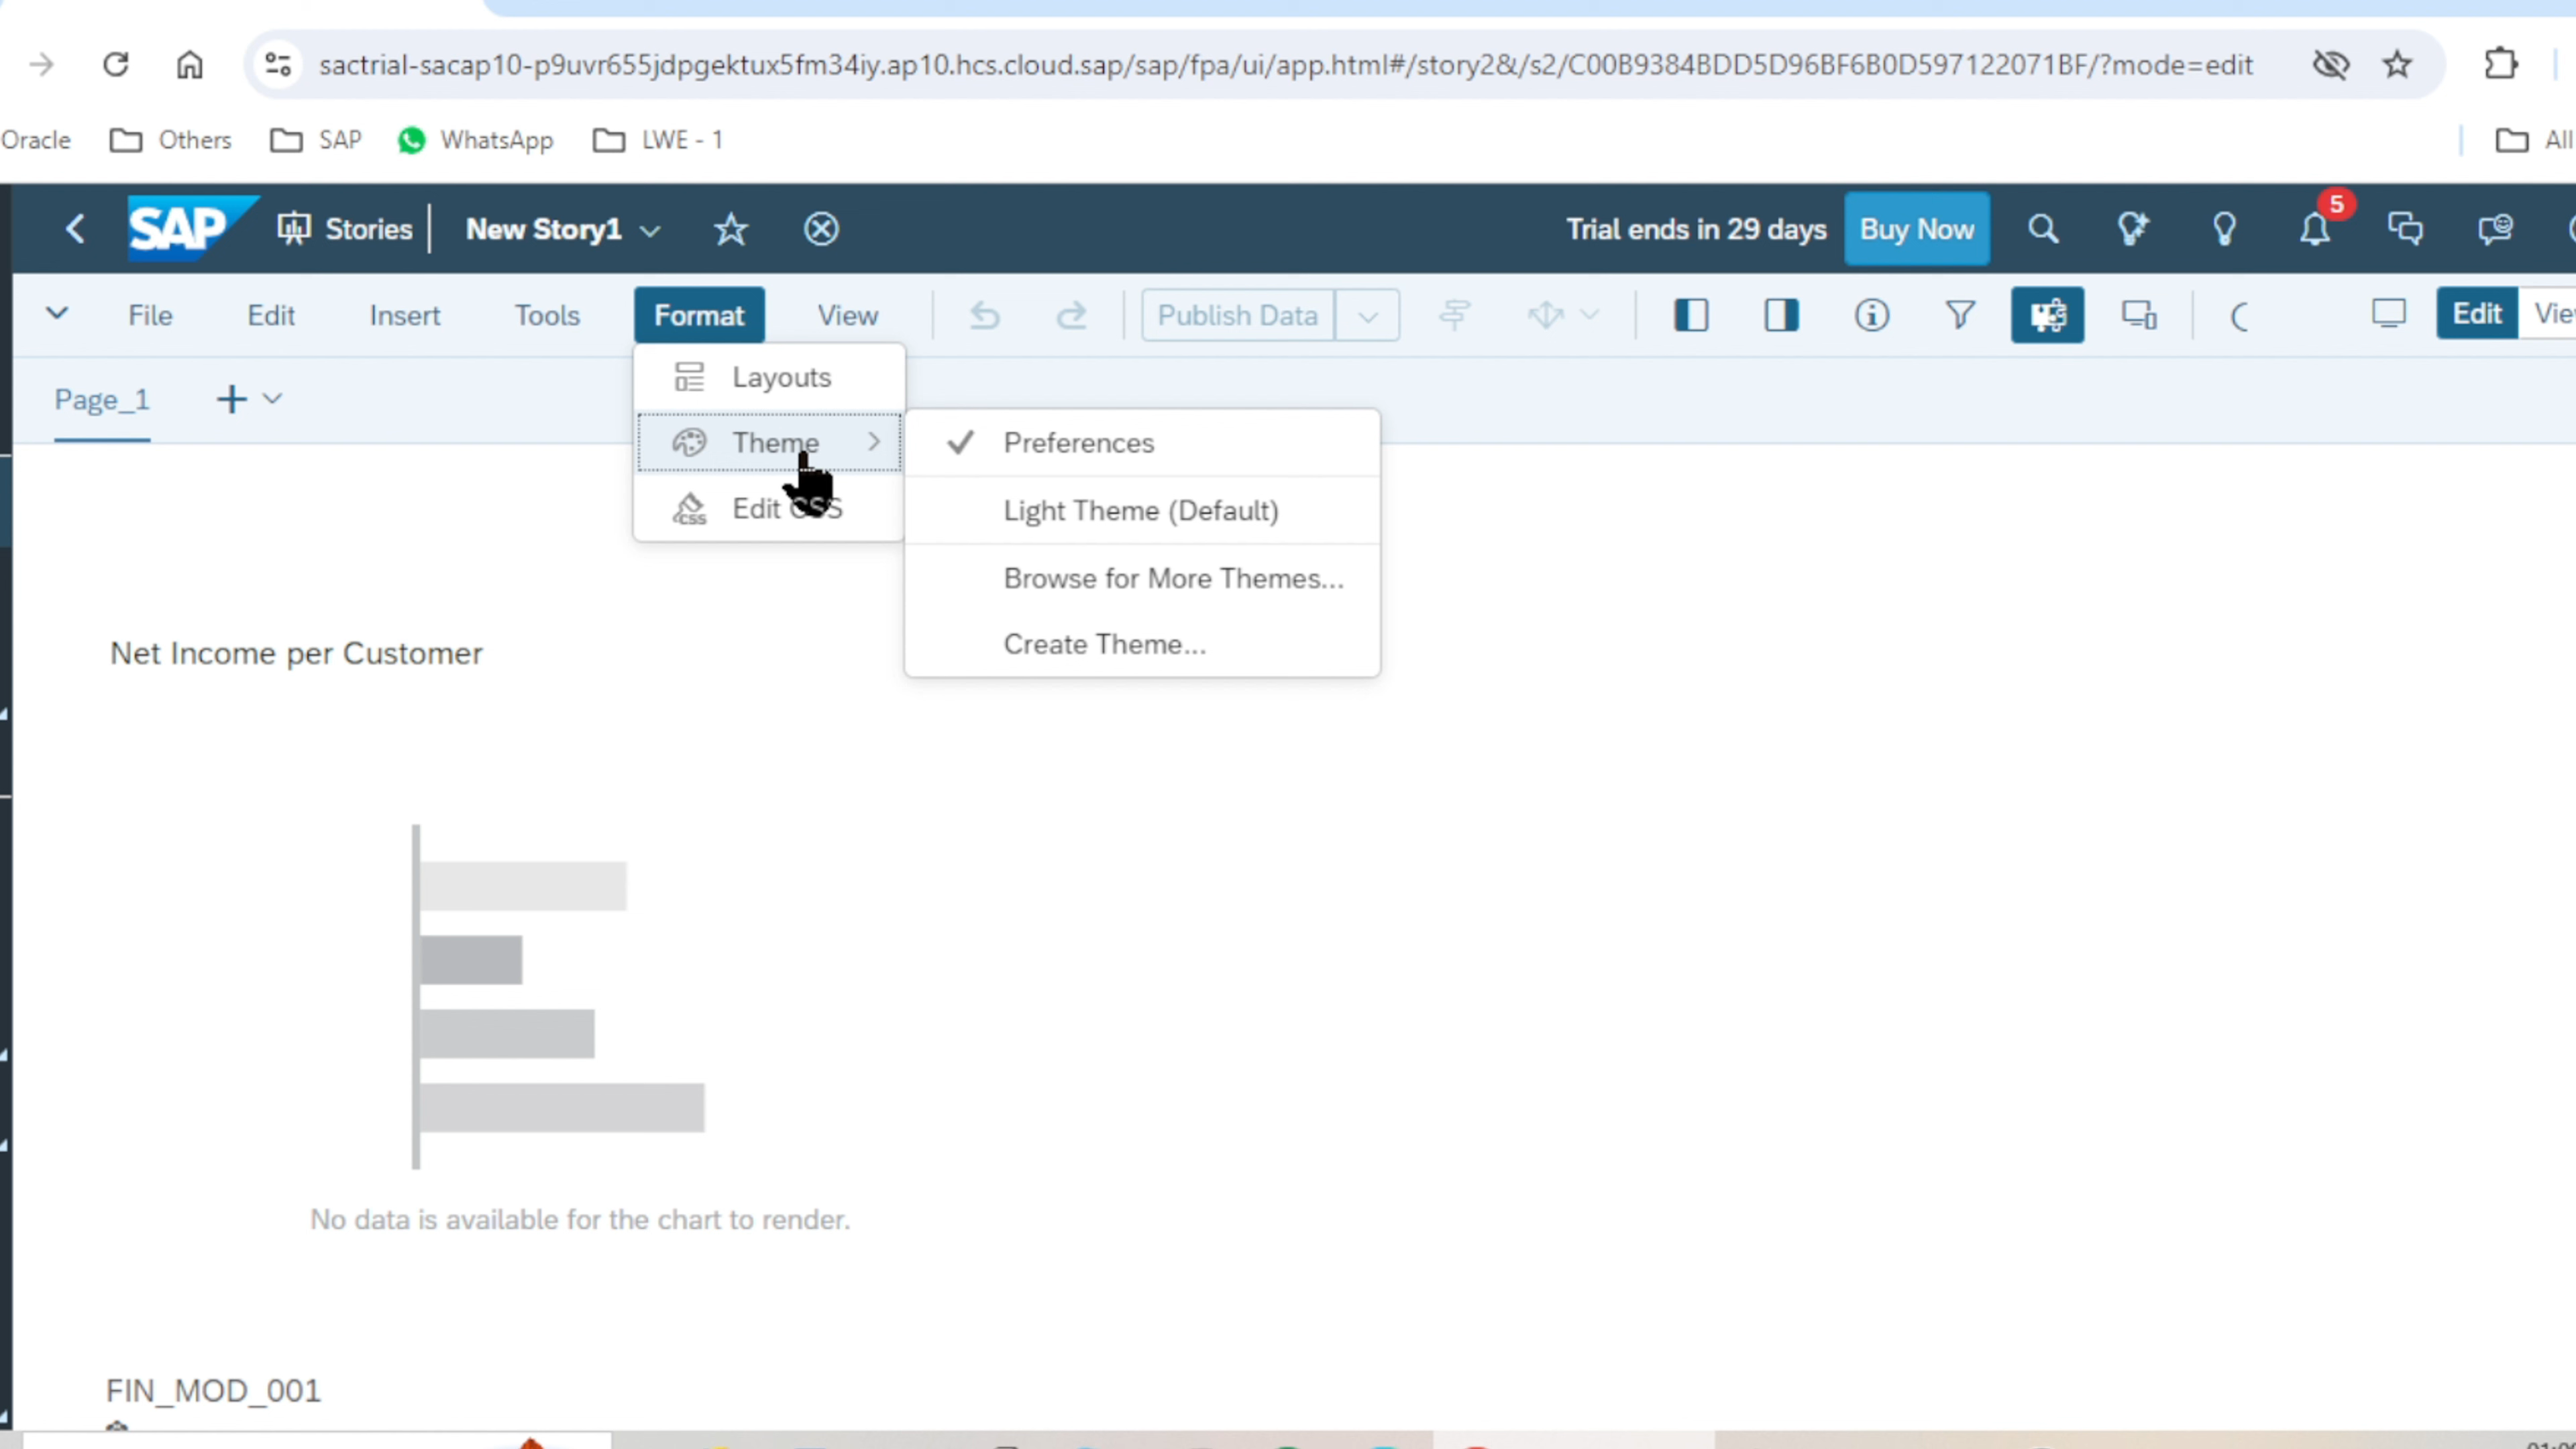 sactrial-sacap10-p9uvr655jdpgektux5fm34iy.ap10.hcs.cloud.sap/sap/fpa/ui/app.html#/story2&/s2/C00B9384BDD5D96BF6B0D597122071BF/?mode=edit
Oracle Others SAP WhatsApp LWE - 1 All
SAP Stories New Story1 Trial ends in 29 days Buy Now 5
File Edit Insert Tools Format View Publish Data Edit
Page_1
Layouts
Theme
Edit CSS
Preferences
Light Theme (Default)
Browse for More Themes...
Create Theme...
Net Income per Customer
No data is available for the chart to render.
FIN_MOD_001